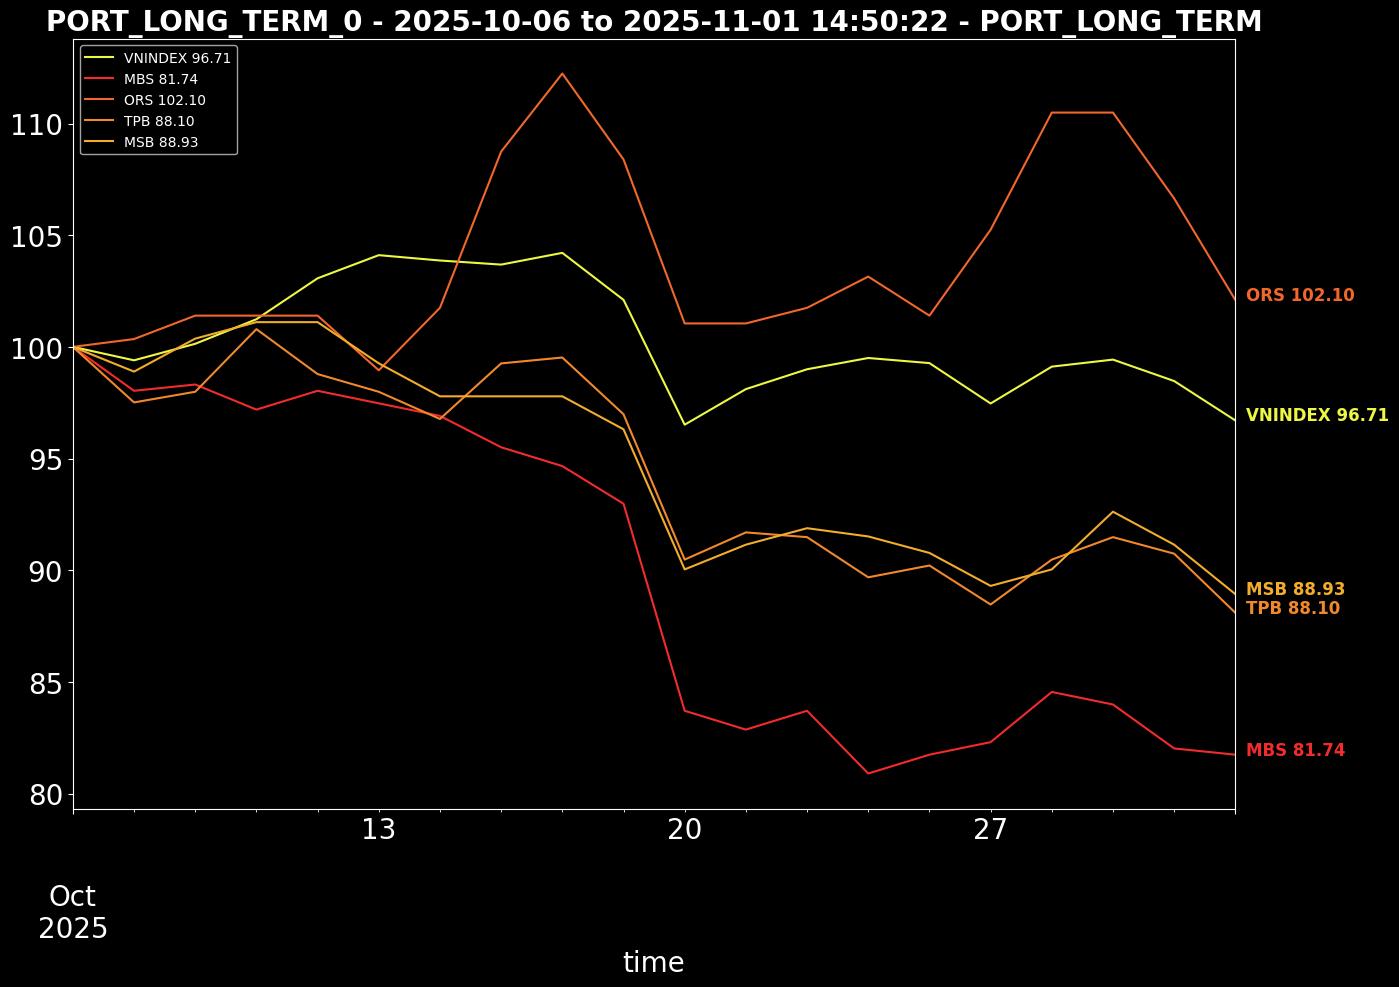 PORT_LONG_TERM_0 - 2025-10-06 to 2025-11-01 14:50:22 - PORT_LONG_TERM
VNINDEX 96.71
MBS 81.74
ORS 102.10
TPB 88.10
MSB 88.93
110
105
100
95
90
85
80
ORS 102.10
VNINDEX 96.71
MSB 88.93
TPB 88.10
MBS 81.74
13
20
27
Oct
2025
time